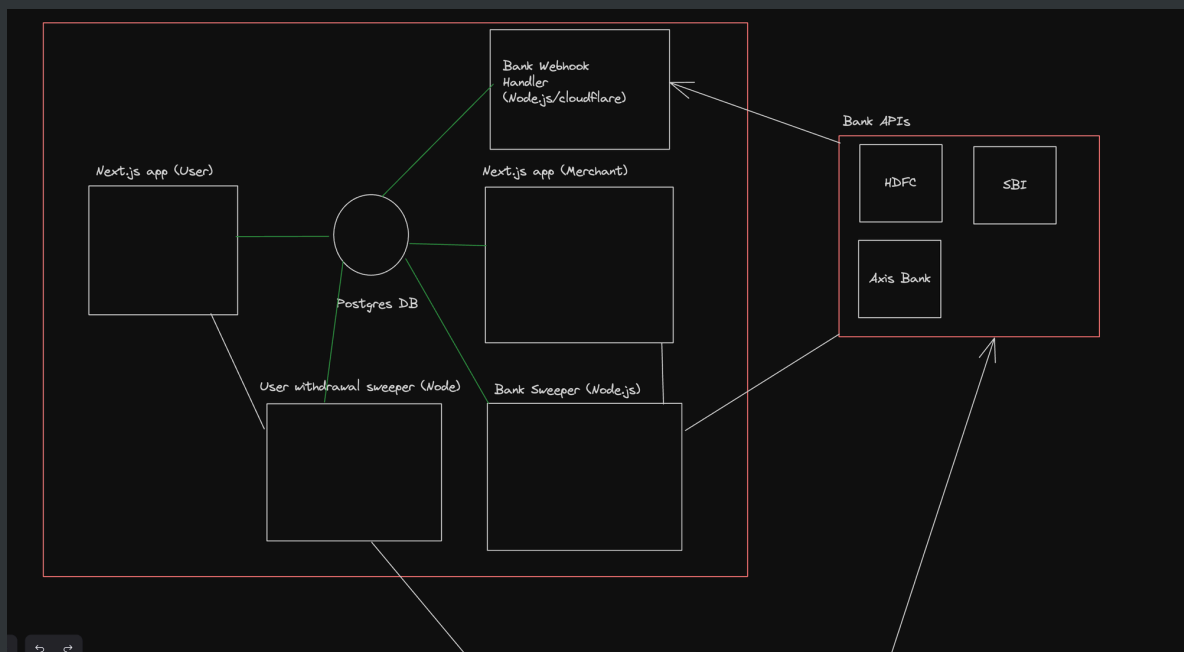 Bank Webhook
Handler
(Node.js/cloudflare)
Bank APIs
HDFC
SBI
Axis Bank
Next.js app (User)
Next.js app (Merchant)
Postgres DB
User withdrawal sweeper (Node)
Bank Sweeper (Node.js)